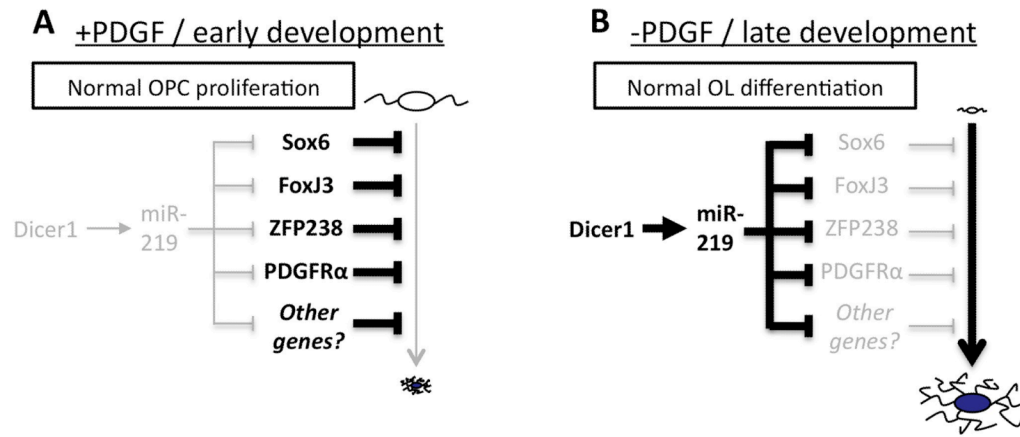 A +PDGF / early development
Normal OPC proliferation
Sox6
FoxJ3
Dicer1
miR-
219
ZFP238
PDGFRα
Other
genes?
B -PDGF / late development
Normal OL differentiation
Sox6
FoxJ3
Dicer1
miR-
219
ZFP238
PDGFRα
Other
genes?